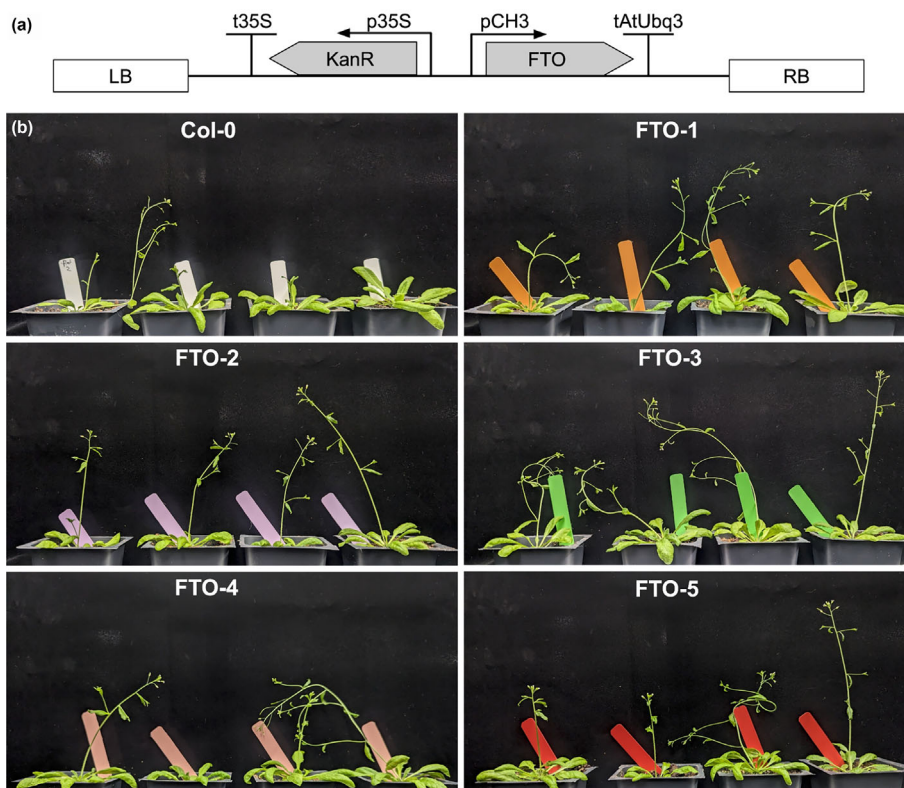 (a)
t35S p35S pCH3 tAtUbq3
KanR FTO
LB RB
(b)
Col-0 FTO-1
FTO-2 FTO-3
FTO-4 FTO-5